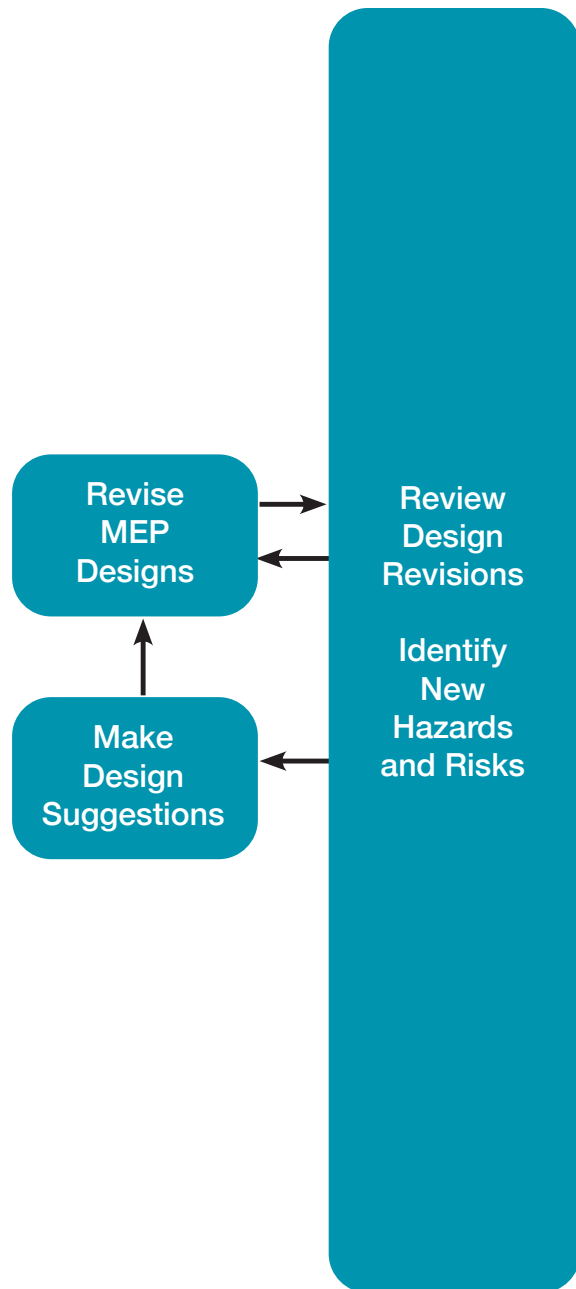 Revise
MEP
Designs
Make
Design
Suggestions
Review
Design
Revisions
Identify
New
Hazards
and Risks